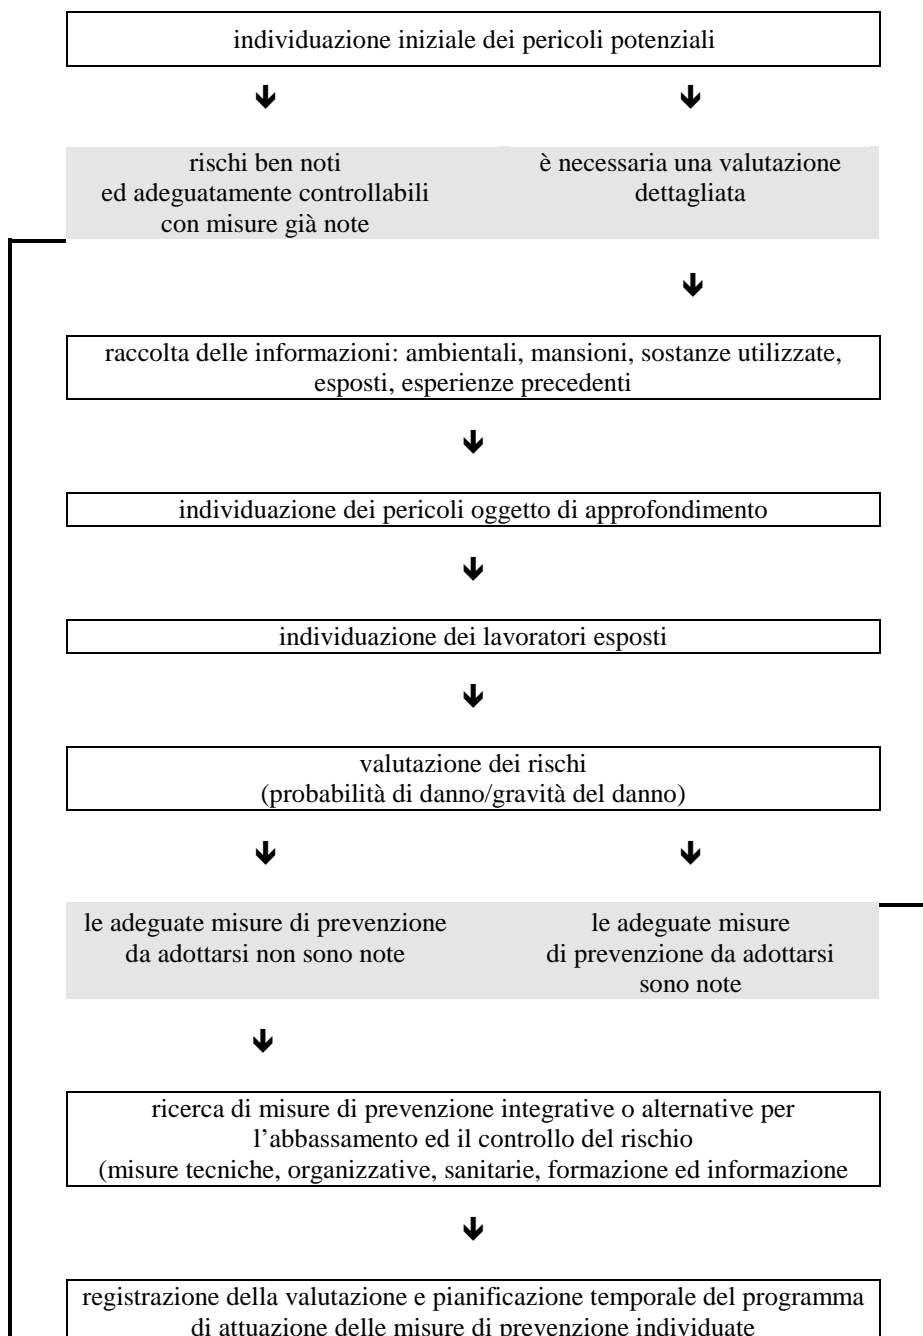 individuazione iniziale dei pericoli potenziali
rischi ben noti
ed adeguatamente controllabili
con misure già note
è necessaria una valutazione
dettagliata
raccolta delle informazioni: ambientali, mansioni, sostanze utilizzate,
esposti, esperienze precedenti
individuazione dei pericoli oggetto di approfondimento
individuazione dei lavoratori esposti
valutazione dei rischi
(probabilità di danno/gravità del danno)
le adeguate misure di prevenzione
da adottarsi non sono note
le adeguate misure
di prevenzione da adottarsi
sono note
ricerca di misure di prevenzione integrative o alternative per
l'abbassamento ed il controllo del rischio
(misure tecniche, organizzative, sanitarie, formazione ed informazione
registrazione della valutazione e pianificazione temporale del programma
di attuazione delle misure di prevenzione individuate